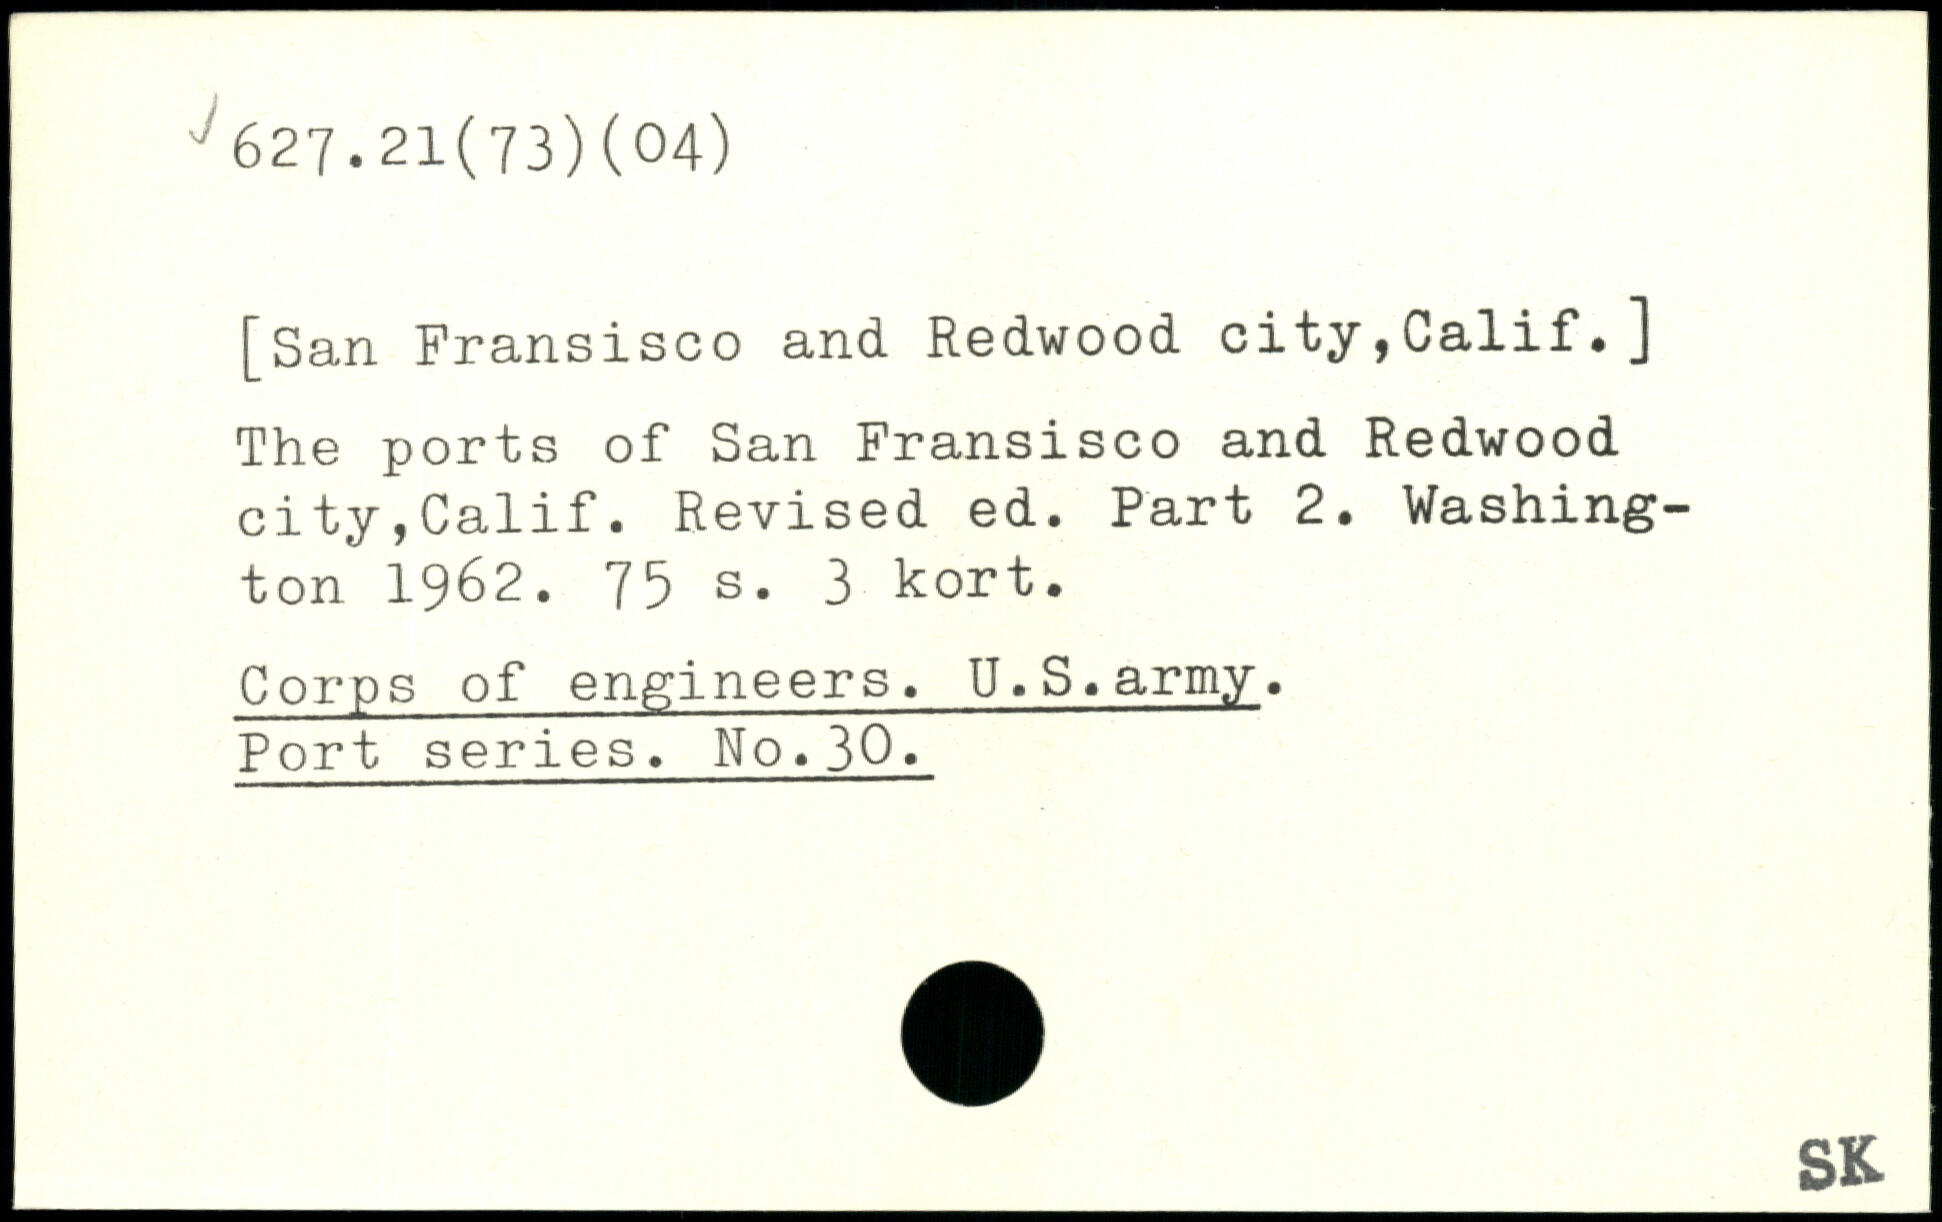 627.21(73)(04)
[San Fransisco and Redwood city,Calif.]
The ports of San Fransisco and Redwood
city,Calif. Revised ed. Part 2. Washing-
ton 1962. 75 s. 3 kort.
Corps of engineers. U.S.army.
Port series. No.30.
SK